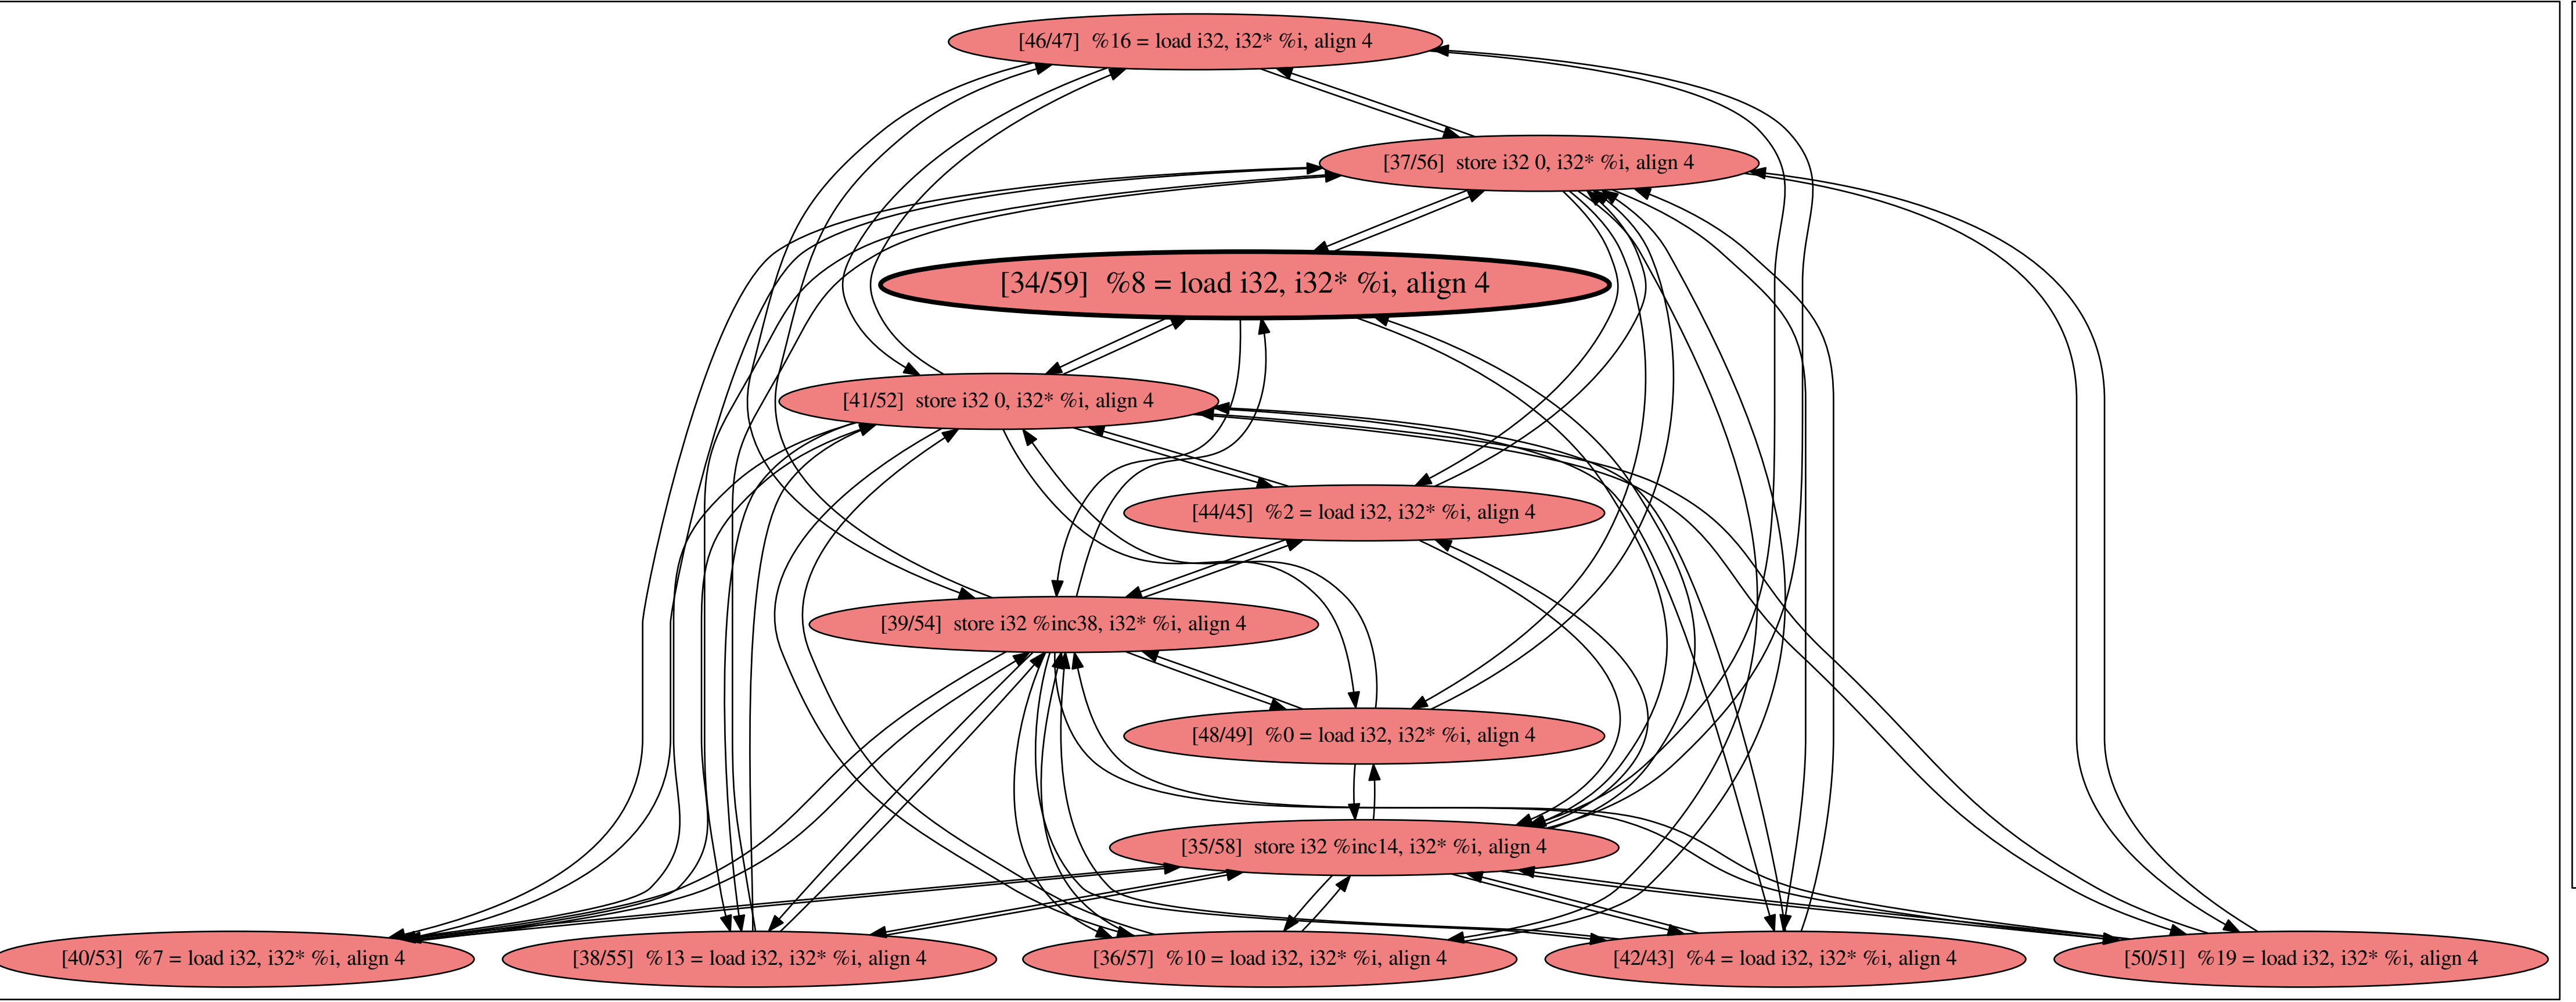 [46/47]  %16 = load i32, i32* %i, align 4
[37/56]  store i32 0, i32* %i, align 4
[34/59]  %8 = load i32, i32* %i, align 4
[41/52]  store i32 0, i32* %i, align 4
[44/45]  %2 = load i32, i32* %i, align 4
[39/54]  store i32 %inc38, i32* %i, align 4
[48/49]  %0 = load i32, i32* %i, align 4
[35/58]  store i32 %inc14, i32* %i, align 4
[40/53]  %7 = load i32, i32* %i, align 4
[38/55]  %13 = load i32, i32* %i, align 4
[36/57]  %10 = load i32, i32* %i, align 4
[42/43]  %4 = load i32, i32* %i, align 4
[50/51]  %19 = load i32, i32* %i, align 4